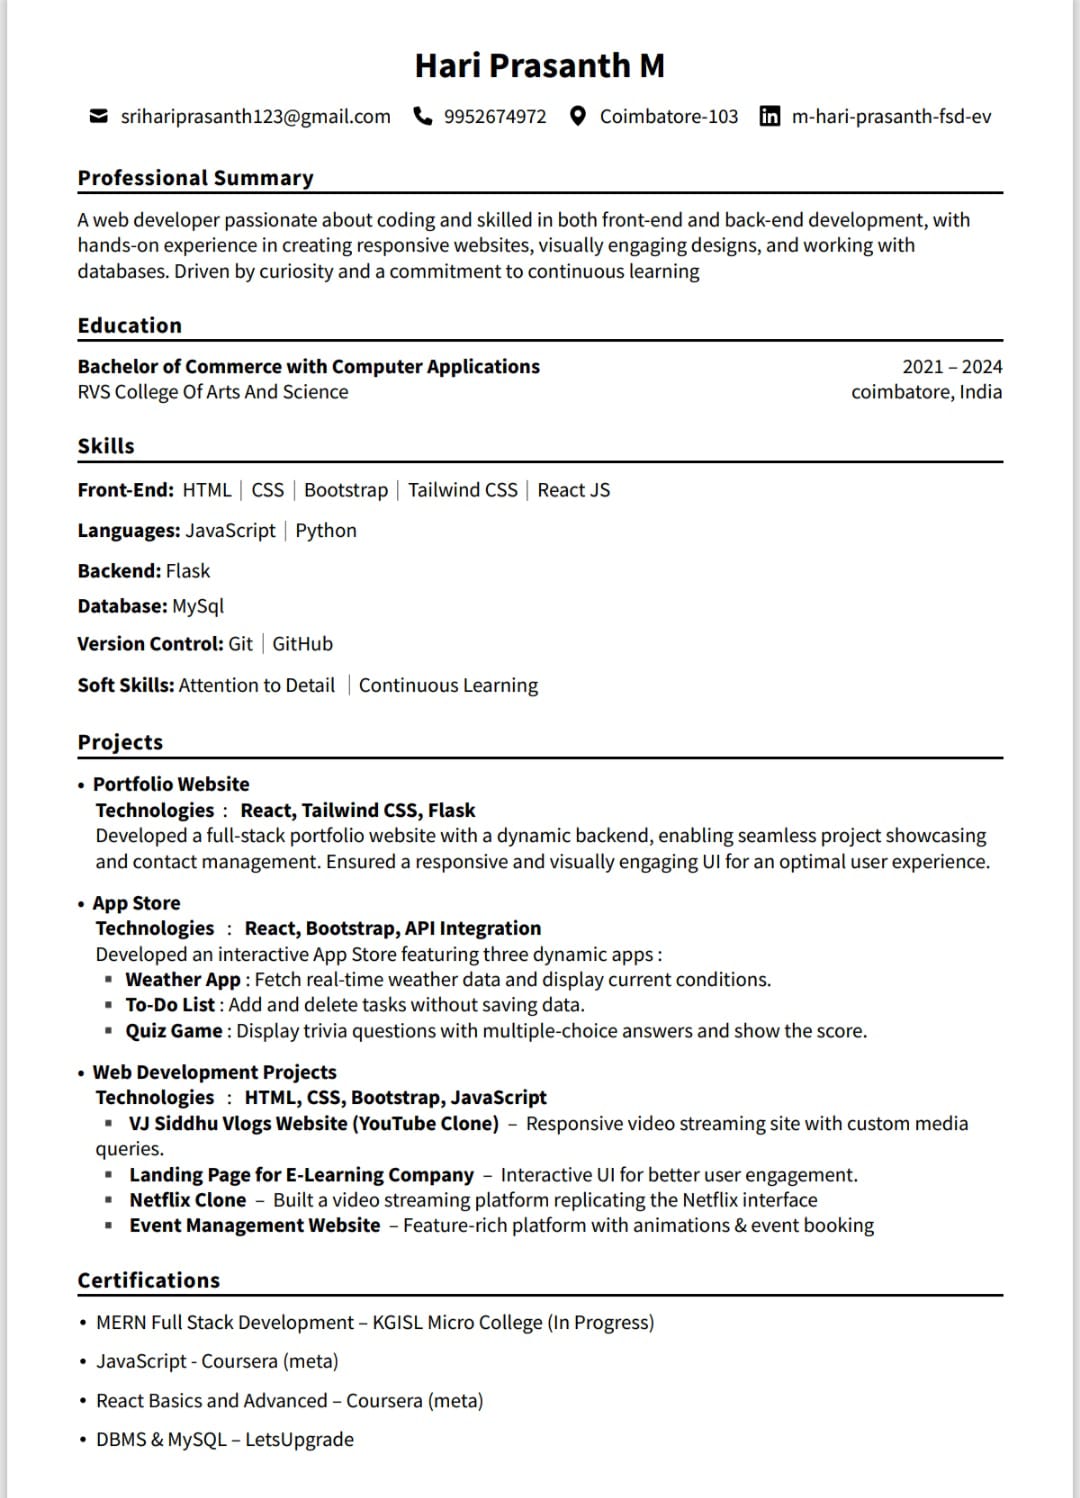 Hari Prasanth M
srihariprasanth123@gmail.com 9952674972 Coimbatore-103 m-hari-prasanth-fsd-ev
Professional Summary
A web developer passionate about coding and skilled in both front-end and back-end development, with
hands-on experience in creating responsive websites, visually engaging designs, and working with
databases. Driven by curiosity and a commitment to continuous learning
Education
Bachelor of Commerce with Computer Applications 2021 – 2024
RVS College Of Arts And Science coimbatore, India
Skills
Front-End: HTML | CSS | Bootstrap | Tailwind CSS | React JS
Languages: JavaScript | Python
Backend: Flask
Database: MySql
Version Control: Git | GitHub
Soft Skills: Attention to Detail | Continuous Learning
Projects
• Portfolio Website
Technologies : React, Tailwind CSS, Flask
Developed a full-stack portfolio website with a dynamic backend, enabling seamless project showcasing
and contact management. Ensured a responsive and visually engaging UI for an optimal user experience.
• App Store
Technologies : React, Bootstrap, API Integration
Developed an interactive App Store featuring three dynamic apps :
▪ Weather App : Fetch real-time weather data and display current conditions.
▪ To-Do List : Add and delete tasks without saving data.
▪ Quiz Game : Display trivia questions with multiple-choice answers and show the score.
• Web Development Projects
Technologies : HTML, CSS, Bootstrap, JavaScript
▪ VJ Siddhu Vlogs Website (YouTube Clone) – Responsive video streaming site with custom media
queries.
▪ Landing Page for E-Learning Company – Interactive UI for better user engagement.
▪ Netflix Clone – Built a video streaming platform replicating the Netflix interface
▪ Event Management Website – Feature-rich platform with animations & event booking
Certifications
• MERN Full Stack Development – KGISL Micro College (In Progress)
• JavaScript - Coursera (meta)
• React Basics and Advanced – Coursera (meta)
• DBMS & MySQL – LetsUpgrade